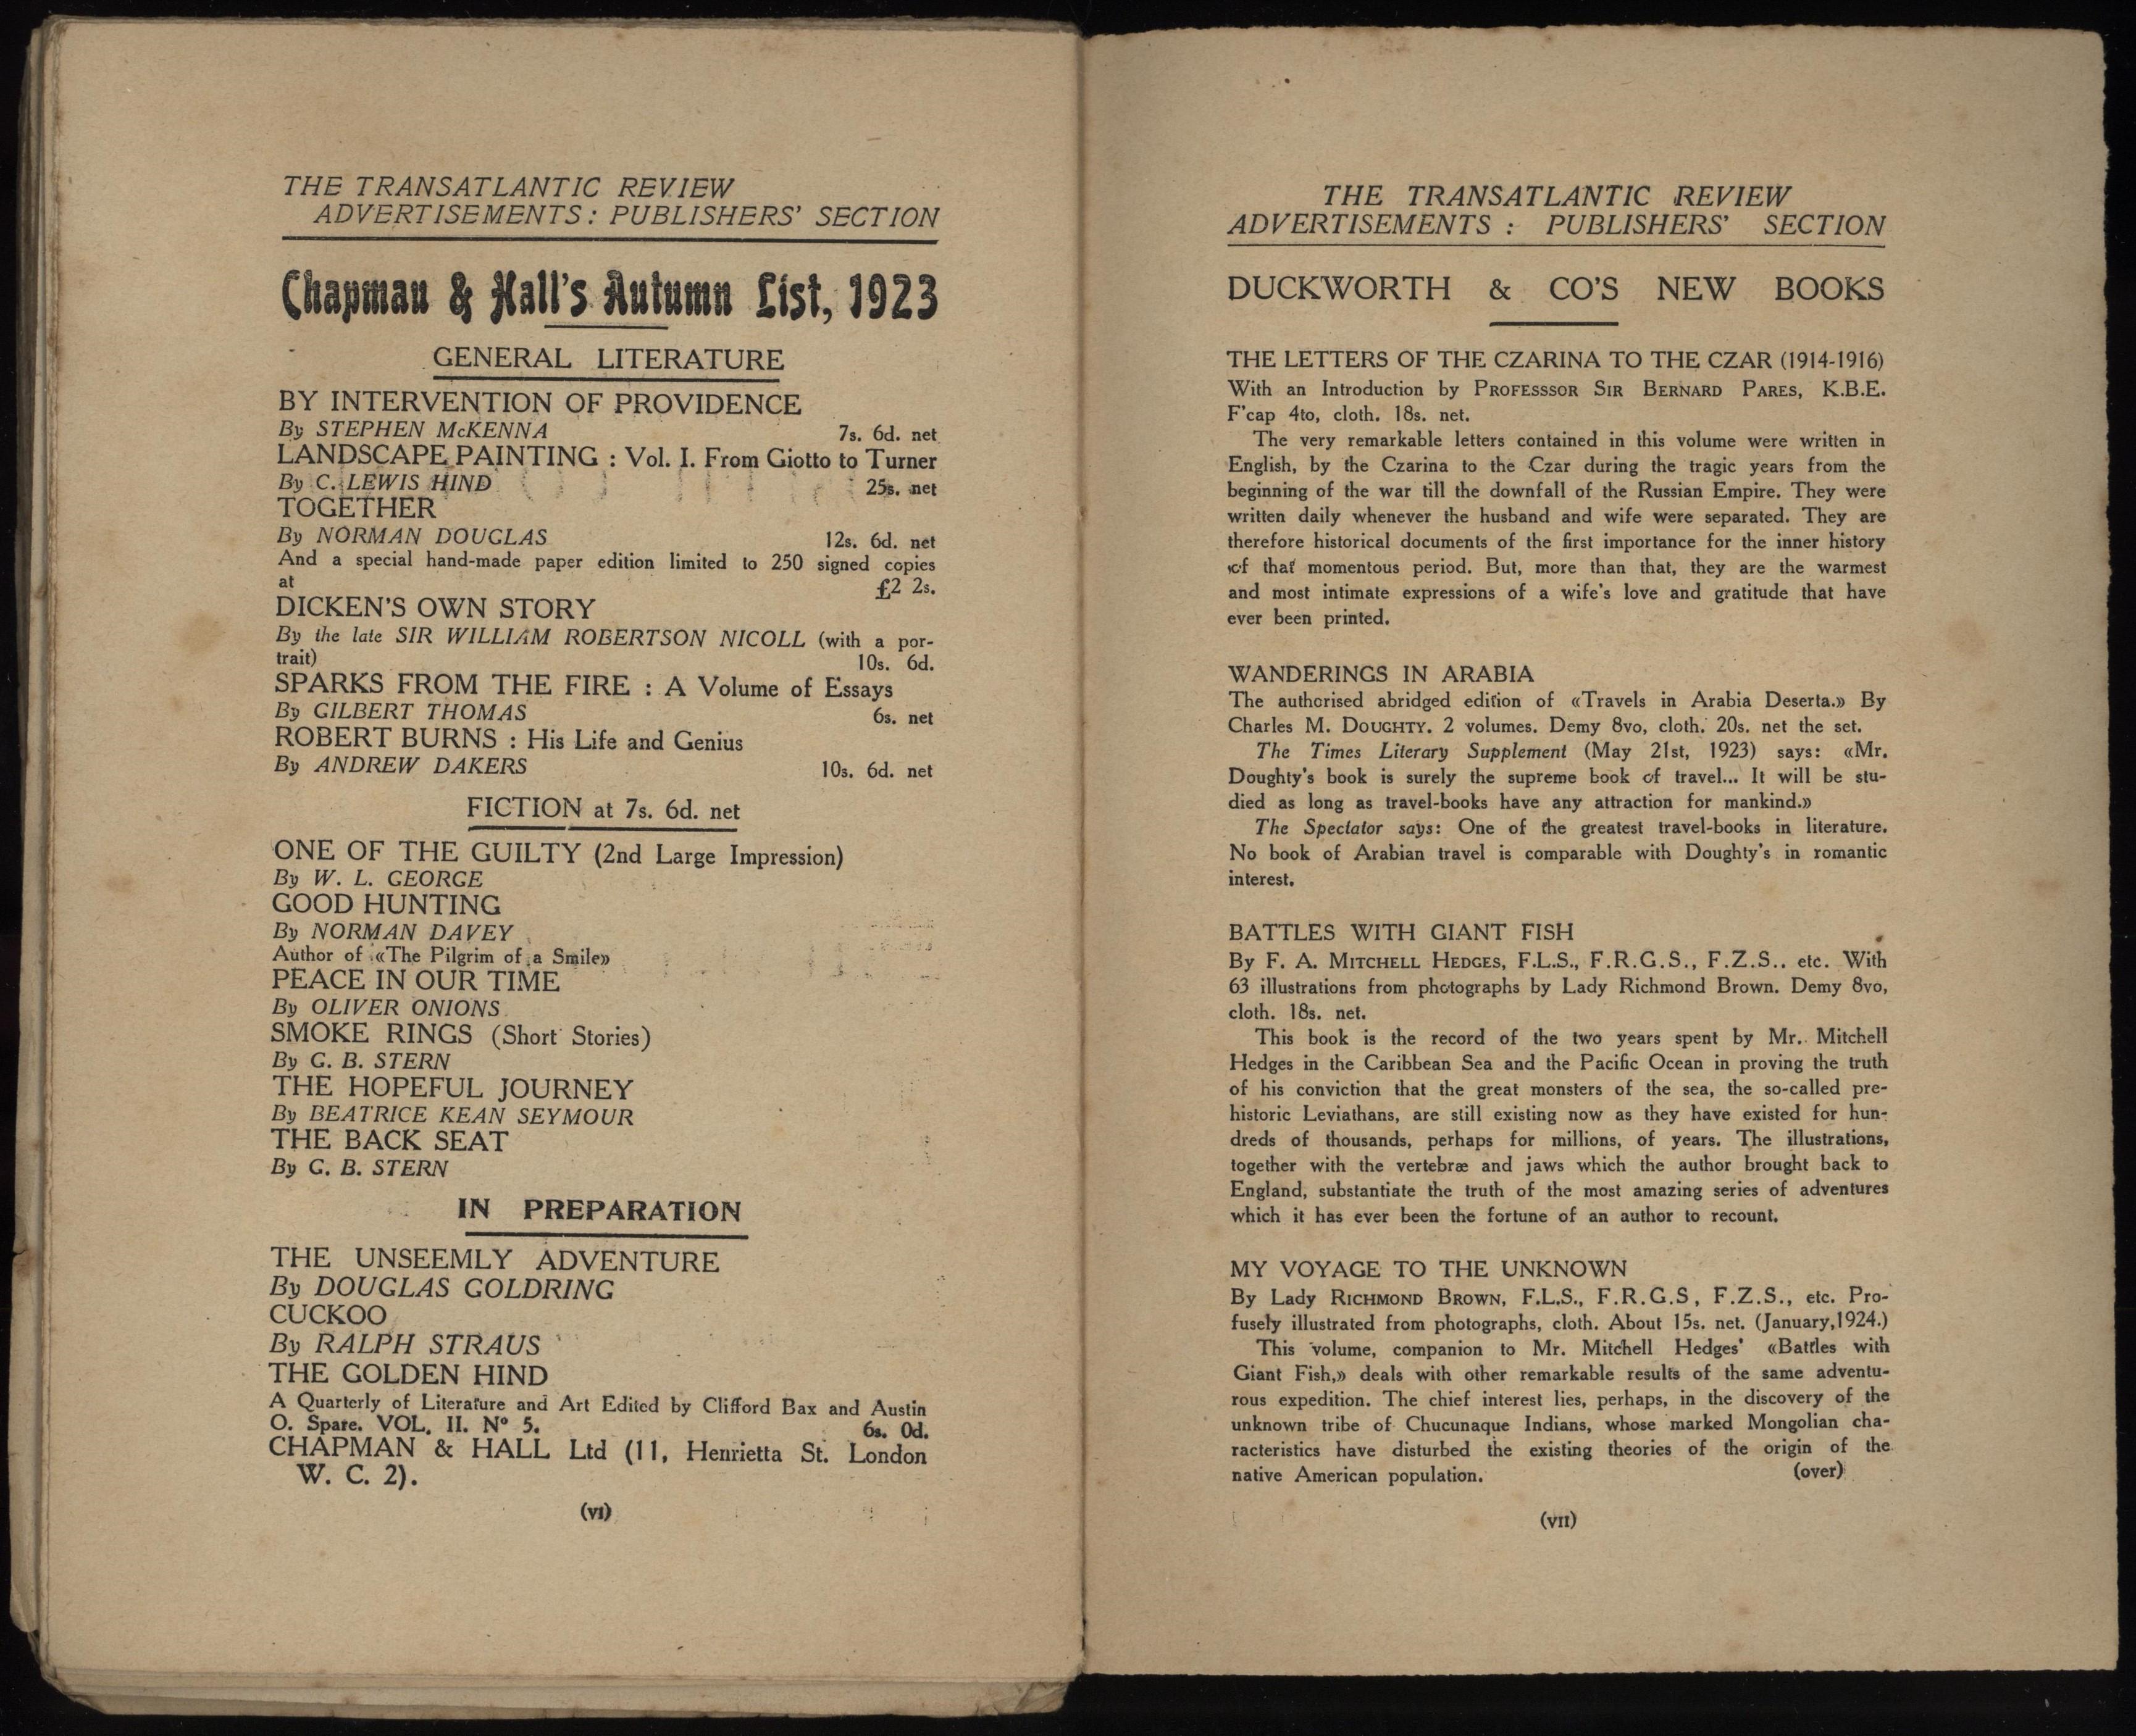 THE TRANSATLANTIC REVIEW
ADVERTISEMENTS : PUBLISHERS' SECTION
Chapman & Hall's Autumn List, 1923
GENERAL LITERATURE
BY INTERVENTION OF PROVIDENCE
By STEPHEN McKENNA 7s. 6d. net
LANDSCAPE PAINTING : Vol. I. From Giotto to Turner
By C. LEWIS HIND 25s. net
TOGETHER
By NORMAN DOUGLAS 12s. 6d. net
And a special hand-made paper edition limited to 250 signed copies
at £2 2s.
DICKEN'S OWN STORY
By the late SIR WILLIAM ROBERTSON NICOLL (with a por-
trait) 10s. 6d.
SPARKS FROM THE FIRE : A Volume of Essays
By GILBERT THOMAS 6s. net
ROBERT BURNS : His Life and Genius
By ANDREW DAKERS 10s. 6d. net
FICTION at 7s. 6d. net
ONE OF THE GUILTY (2nd Large Impression)
By W. L. GEORGE
GOOD HUNTING
By NORMAN DAVEY
Author of «The Pilgrim of a Smile»
PEACE IN OUR TIME
By OLIVER ONIONS
SMOKE RINGS (Short Stories)
By G. B. STERN
THE HOPEFUL JOURNEY
By BEATRICE KEAN SEYMOUR
THE BACK SEAT
By G. B. STERN
IN PREPARATION
THE UNSEEMLY ADVENTURE
By DOUGLAS GOLDRING
CUCKOO
By RALPH STRAUS
THE GOLDEN HIND
A Quarterly of Literature and Art Edited by Clifford Bax and Austin
O. Spare. VOL. II. Nº 5. 6s. 0d.
CHAPMAN & HALL Ltd (11, Henrietta St. London
W. C. 2).
(VI)
THE TRANSATLANTIC REVIEW
ADVERTISEMENTS : PUBLISHERS' SECTION
DUCKWORTH & CO'S NEW BOOKS
THE LETTERS OF THE CZARINA TO THE CZAR (1914-1916)
With an Introduction by PROFESSSOR SIR BERNARD PARES, K.B.E.
F'cap 4to, cloth. 18s. net.
The very remarkable letters contained in this volume were written in
English, by the Czarina to the Czar during the tragic years from the
beginning of the war till the downfall of the Russian Empire. They were
written daily whenever the husband and wife were separated. They are
therefore historical documents of the first importance for the inner history
of that momentous period. But, more than that, they are the warmest
and most intimate expressions of a wife's love and gratitude that have
ever been printed.
WANDERINGS IN ARABIA
The authorised abridged edition of «Travels in Arabia Deserta.» By
Charles M. DOUGHTY. 2 volumes. Demy 8vo, cloth. 20s. net the set.
The Times Literary Supplement (May 21st, 1923) says: «Mr.
Doughty's book is surely the supreme book of travel... It will be stu-
died as long as travel-books have any attraction for mankind.»
The Spectator says: One of the greatest travel-books in literature.
No book of Arabian travel is comparable with Doughty's in romantic
interest.
BATTLES WITH GIANT FISH
By F. A. MITCHELL HEDGES, F.L.S., F.R.G.S., F.Z.S.. etc. With
63 illustrations from photographs by Lady Richmond Brown. Demy 8vo,
cloth. 18s. net.
This book is the record of the two years spent by Mr. Mitchell
Hedges in the Caribbean Sea and the Pacific Ocean in proving the truth
of his conviction that the great monsters of the sea, the so-called pre-
historic Leviathans, are still existing now as they have existed for hun-
dreds of thousands, perhaps for millions, of years. The illustrations,
together with the vertebræ and jaws which the author brought back to
England, substantiate the truth of the most amazing series of adventures
which it has ever been the fortune of an author to recount.
MY VOYAGE TO THE UNKNOWN
By Lady RICHMOND BROWN, F.L.S., F.R.G.S, F.Z.S., etc. Pro-
fusely illustrated from photographs, cloth. About 15s. net. (January,1924.)
This volume, companion to Mr. Mitchell Hedges' «Battles with
Giant Fish,» deals with other remarkable results of the same adventu-
rous expedition. The chief interest lies, perhaps, in the discovery of the
unknown tribe of Chucunaque Indians, whose marked Mongolian cha-
racteristics have disturbed the existing theories of the origin of the
native American population. (over)
(VII)